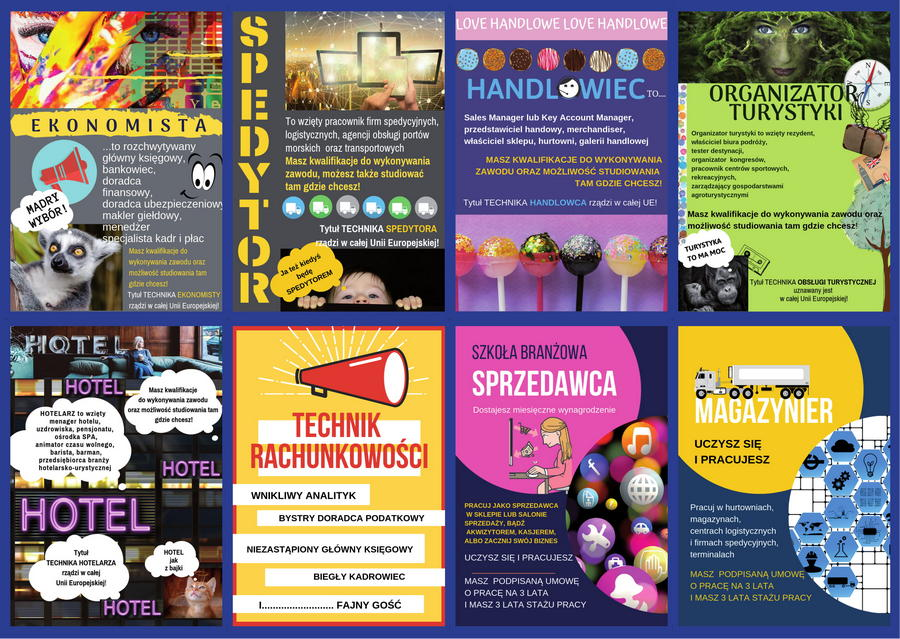 EKONOMISTA
...to rozchwytywany
główny księgowy,
bankowiec,
doradca
finansowy,
doradca ubezpieczeniowy
makler giełdowy,
menedżer
specjalista kadr i płac
MĄDRY
WYBÓR!
Masz kwalifikacje do
wykonywania zawodu oraz
możliwość studiowania tam
gdzie chcesz!
Tytuł TECHNIKA EKONOMISTY
rządzi w całej Unii Europejskiej!
SPEDYTOR
To wzięty pracownik firm spedycyjnych,
logistycznych, agencji obsługi portów
morskich oraz transportowych
Masz kwalifikacje do wykonywania
zawodu, możesz także studiować
tam gdzie chcesz!
Tytuł TECHNIKA SPEDYTORA
rządzi w całej Unii Europejskiej!
Ja też kiedyś
będę
SPEDYTOREM
LOVE HANDLOWE LOVE HANDLOWE
HANDLOWIEC TO...
Sales Manager lub Key Account Manager,
przedstawiciel handowy, merchandiser,
właściciel sklepu, hurtowni, galerii handlowej
MASZ KWALIFIKACJE DO WYKONYWANIA
ZAWODU ORAZ MOŻLIWOŚĆ STUDIOWANIA
TAM GDZIE CHCESZ!
Tytuł TECHNIKA HANDLOWCA rządzi w całej UE!
ORGANIZATOR
TURYSTYKI
Organizator turystyki to wzięty rezydent,
właściciel biura podróży,
tester destynacji,
organizator kongresów,
pracownik centrów sportowych,
rekreacyjnych,
zarządzający gospodarstwami
agroturystycznymi
Masz kwalifikacje do wykonywania zawodu oraz
możliwość studiowania tam gdzie chcesz!
TURYSTYKA
TO MA MOC
Tytuł TECHNIKA OBSŁUGI TURYSTYCZNEJ
uznawany jest
w całej Unii Europejskiej!
HOTEL
HOTEL
Masz kwalifikacje
do wykonywania zawodu
oraz możliwość studiowania tam
gdzie chcesz!
HOTELARZ to wzięty
menager hotelu,
uzdrowiska, pensjonatu,
ośrodka SPA,
animator czasu wolnego,
barista, barman,
przedsiębiorca branży
hotelarsko-urystycznej
HOTEL
HOTEL
Tytuł
TECHNIKA HOTELARZA
rządzi w całej
Unii Europejskiej!
HOTEL
jak
z bajki
HOTEL
TECHNIK
RACHUNKOWOŚCI
WNIKLIWY ANALITYK
BYSTRY DORADCA PODATKOWY
NIEZASTĄPIONY GŁÓWNY KSIĘGOWY
BIEGŁY KADROWIEC
I.......................... FAJNY GOŚĆ
SZKOŁA BRANŻOWA
SPRZEDAWCA
Dostajesz miesięczne wynagrodzenie
PRACUJ JAKO SPRZEDAWCA
W SKLEPIE LUB SALONIE
SPRZEDAŻY, BĄDŹ
AKWIZYTOREM, KASJEREM,
ALBO ZACZNIJ SWÓJ BIZNES
UCZYSZ SIĘ I PRACUJESZ
MASZ PODPISANĄ UMOWĘ
O PRACĘ NA 3 LATA
I MASZ 3 LATA STAŻU PRACY
MAGAZYNIER
UCZYSZ SIĘ
I PRACUJESZ
Pracuj w hurtowniach,
magazynach,
centrach logistycznych
i firmach spedycyjnych,
terminalach
MASZ PODPISANĄ UMOWĘ
O PRACĘ NA 3 LATA
I MASZ 3 LATA STAŻU PRACY